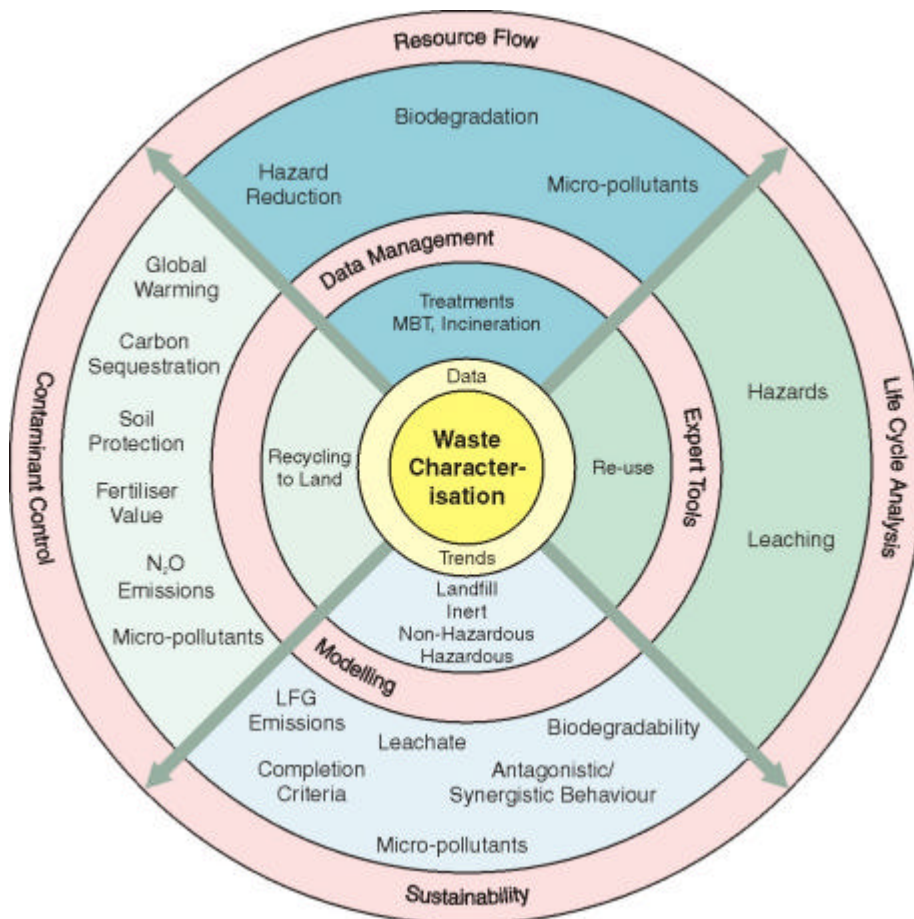 Resource Flow
Biodegradation
Hazard
Reduction
Micro-pollutants
Data Management
Treatments
MBT, Incineration
Global
Warming
Carbon
Sequestration
Soil
Protection
Fertiliser
Value
N₂O
Emissions
Micro-pollutants
Contaminant Control
Recycling
to Land
Data
Waste
Character-
isation
Trends
Re-use
Expert Tools
Hazards
Leaching
Life Cycle Analysis
Landfill
Inert
Non-Hazardous
Hazardous
Modelling
LFG
Emissions
Leachate
Biodegradability
Completion
Criteria
Antagonistic/
Synergistic Behaviour
Micro-pollutants
Sustainability